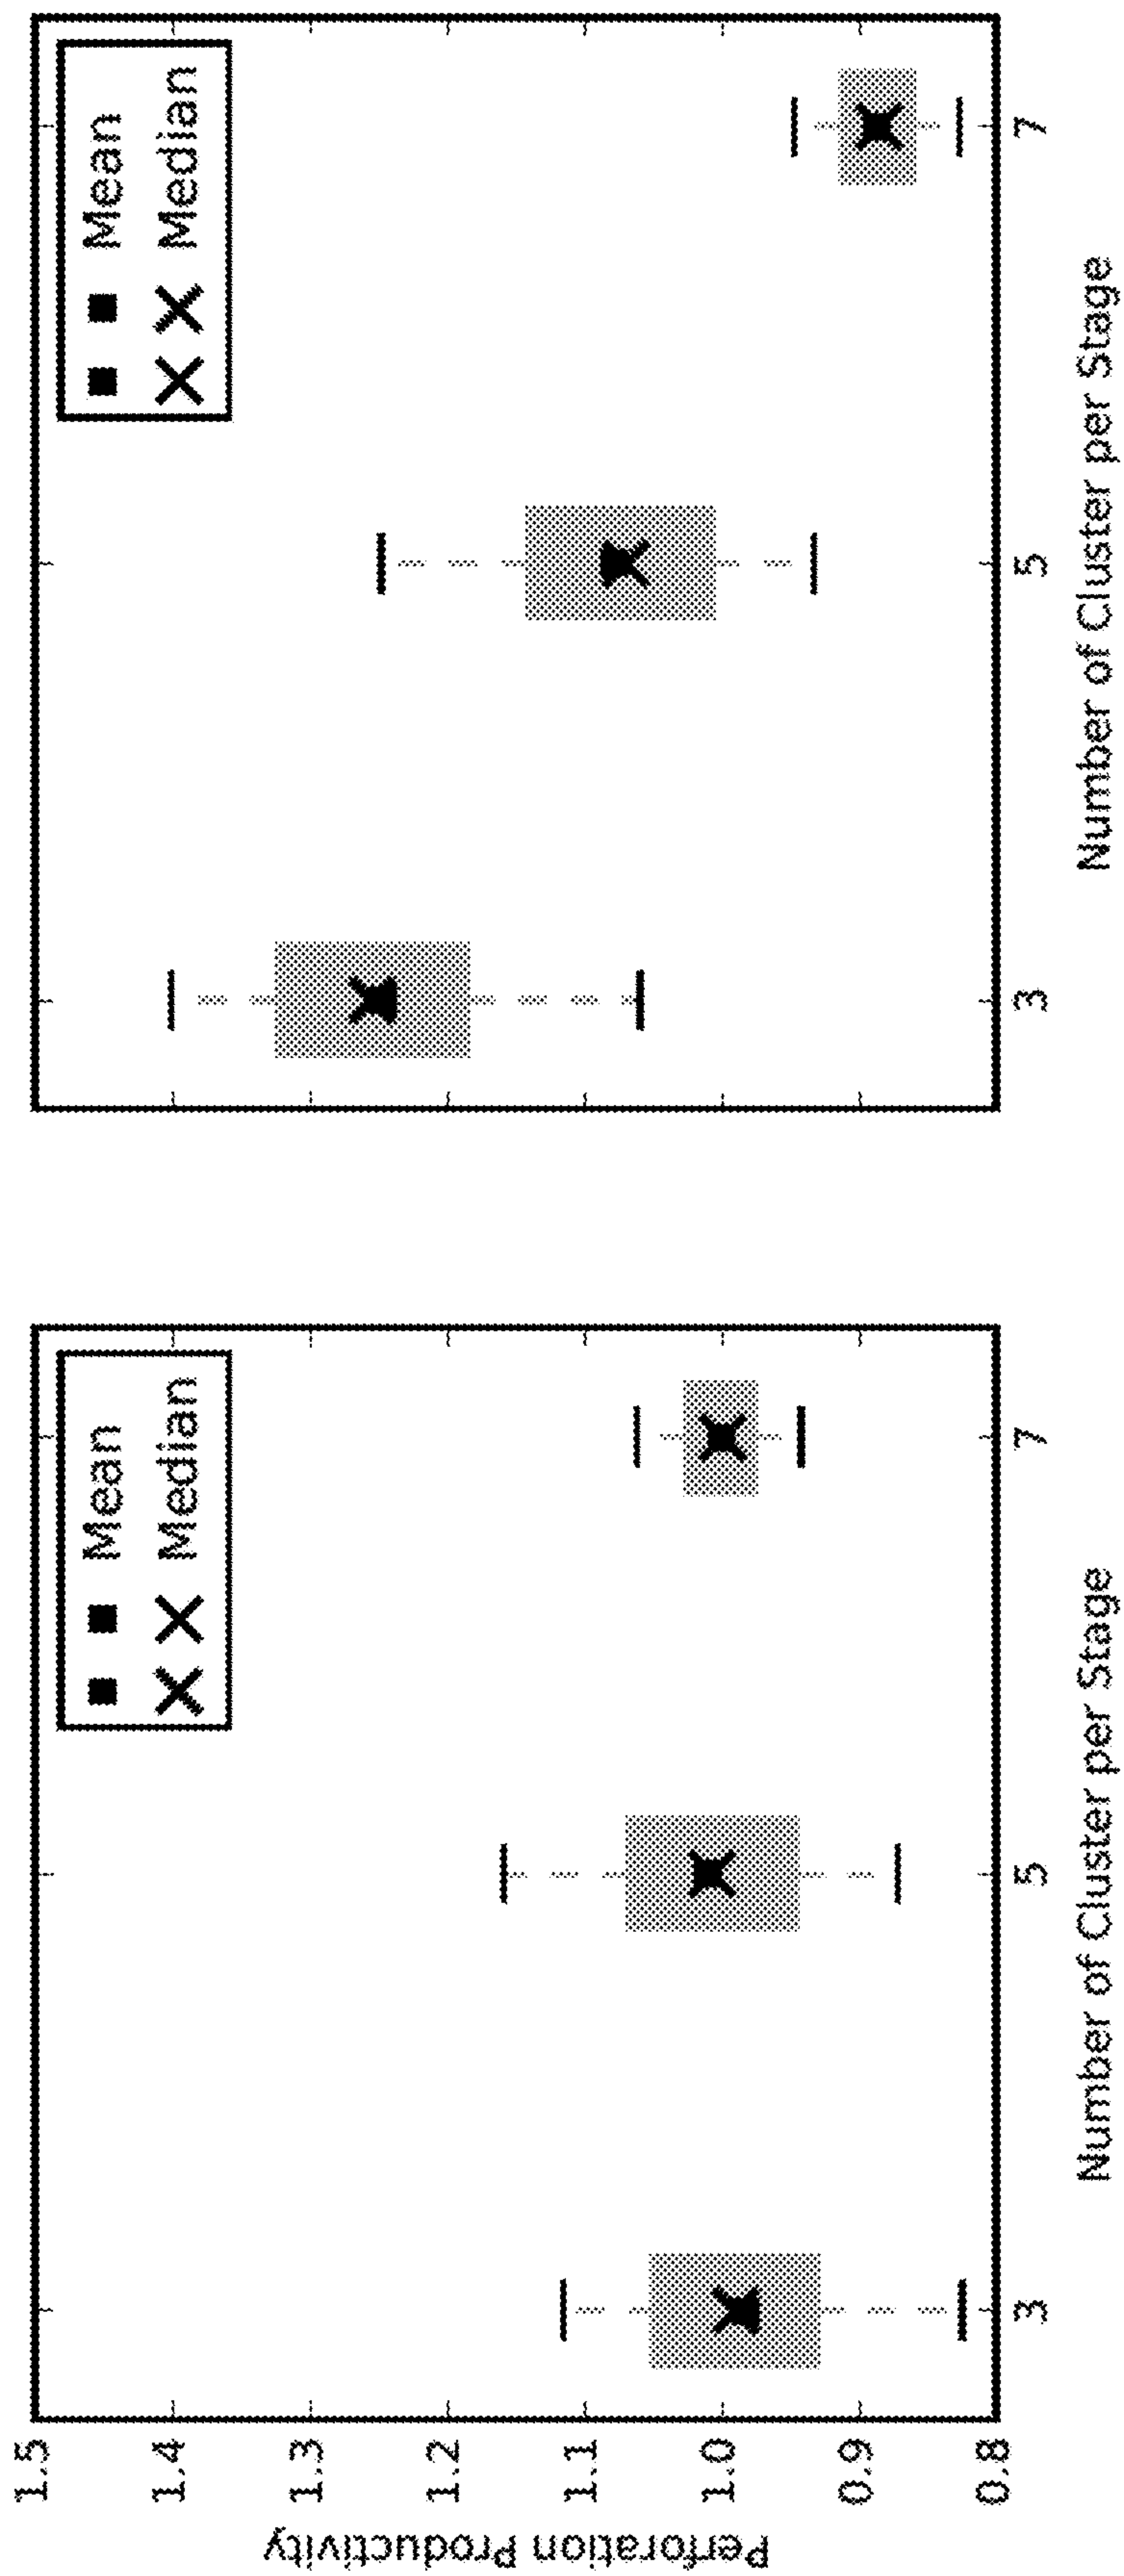 Perforation Productivity
1.5
1.4
1.3
1.2
1.1
1.0
0.9
0.8
Mean
Median
3
5
7
Number of Cluster per Stage
Mean
Median
3
5
7
Number of Cluster per Stage